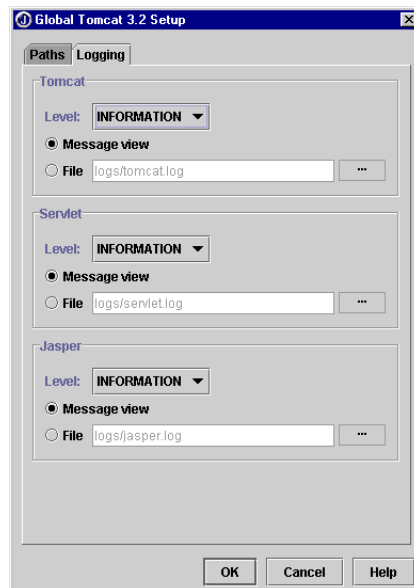 Global Tomcat 3.2 Setup
Paths Logging
Tomcat
Level: INFORMATION
Message view
File logs/tomcat.log ...
Servlet
Level: INFORMATION
Message view
File logs/servlet.log ...
Jasper
Level: INFORMATION
Message view
File logs/jasper.log ...
OK Cancel Help